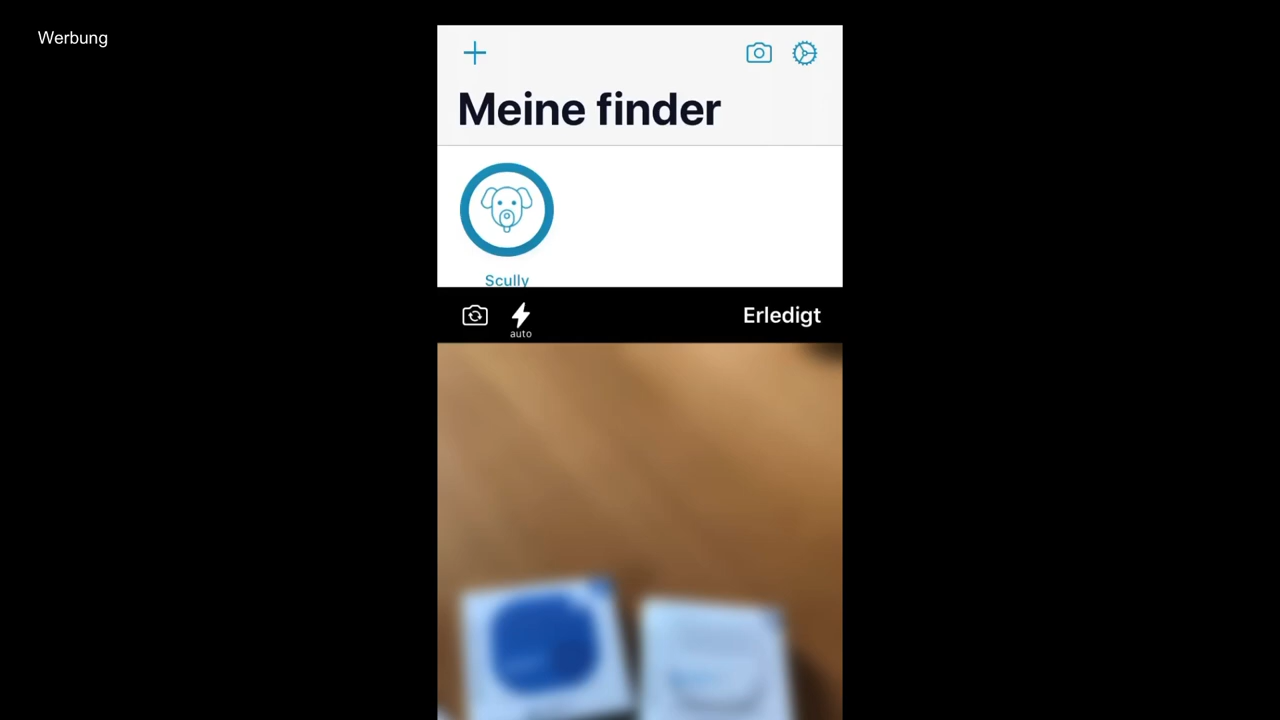 Werbung
Meine finder
Scully
auto
Erledigt